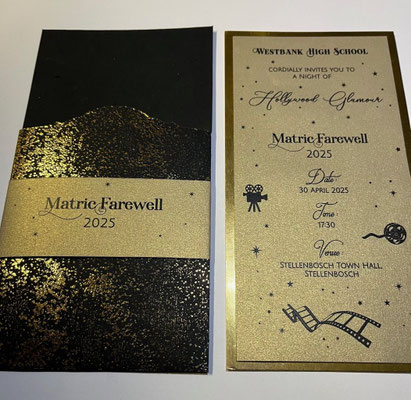 Matric Farewell
2025
Westbank High School
cordially invites you to
a night of
Hollywood Glamour
Matric Farewell
2025
Date:
30 April 2025
Time:
17:30
Venue:
Stellenbosch Town Hall,
Stellenbosch